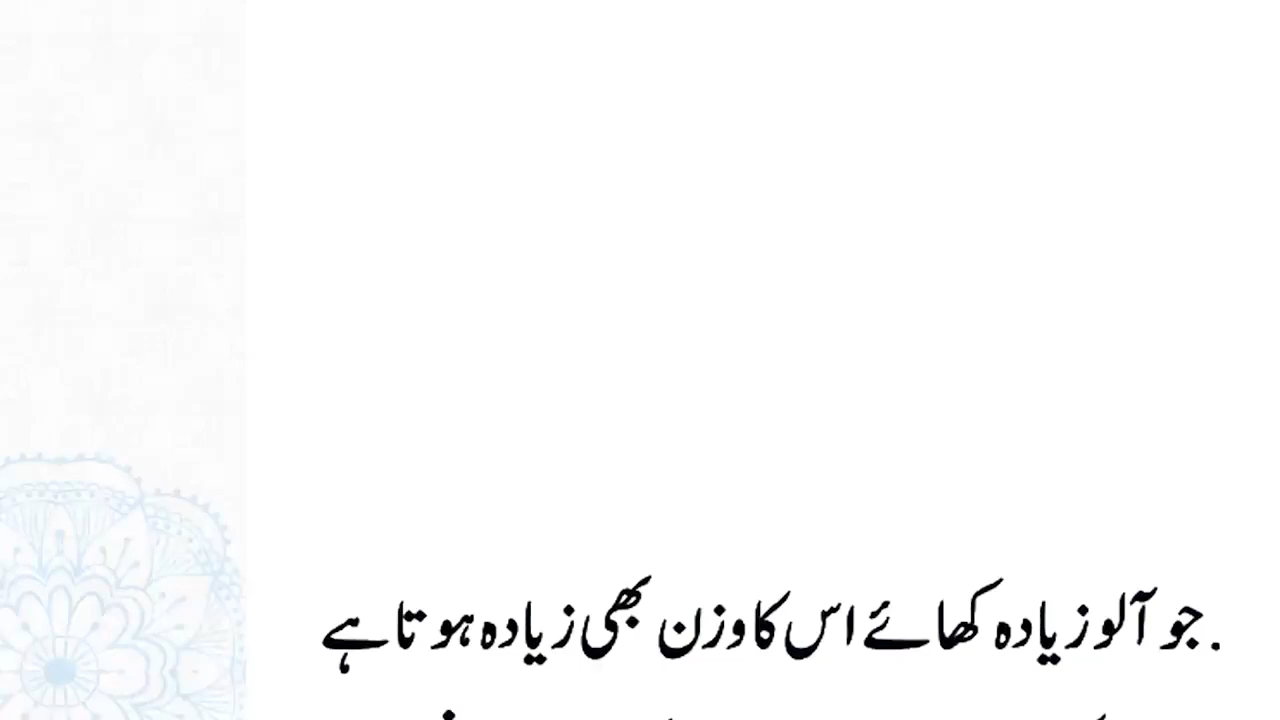 . جو آلو زیادہ کھائے اس کا وزن بھی زیادہ ہوتا ہے